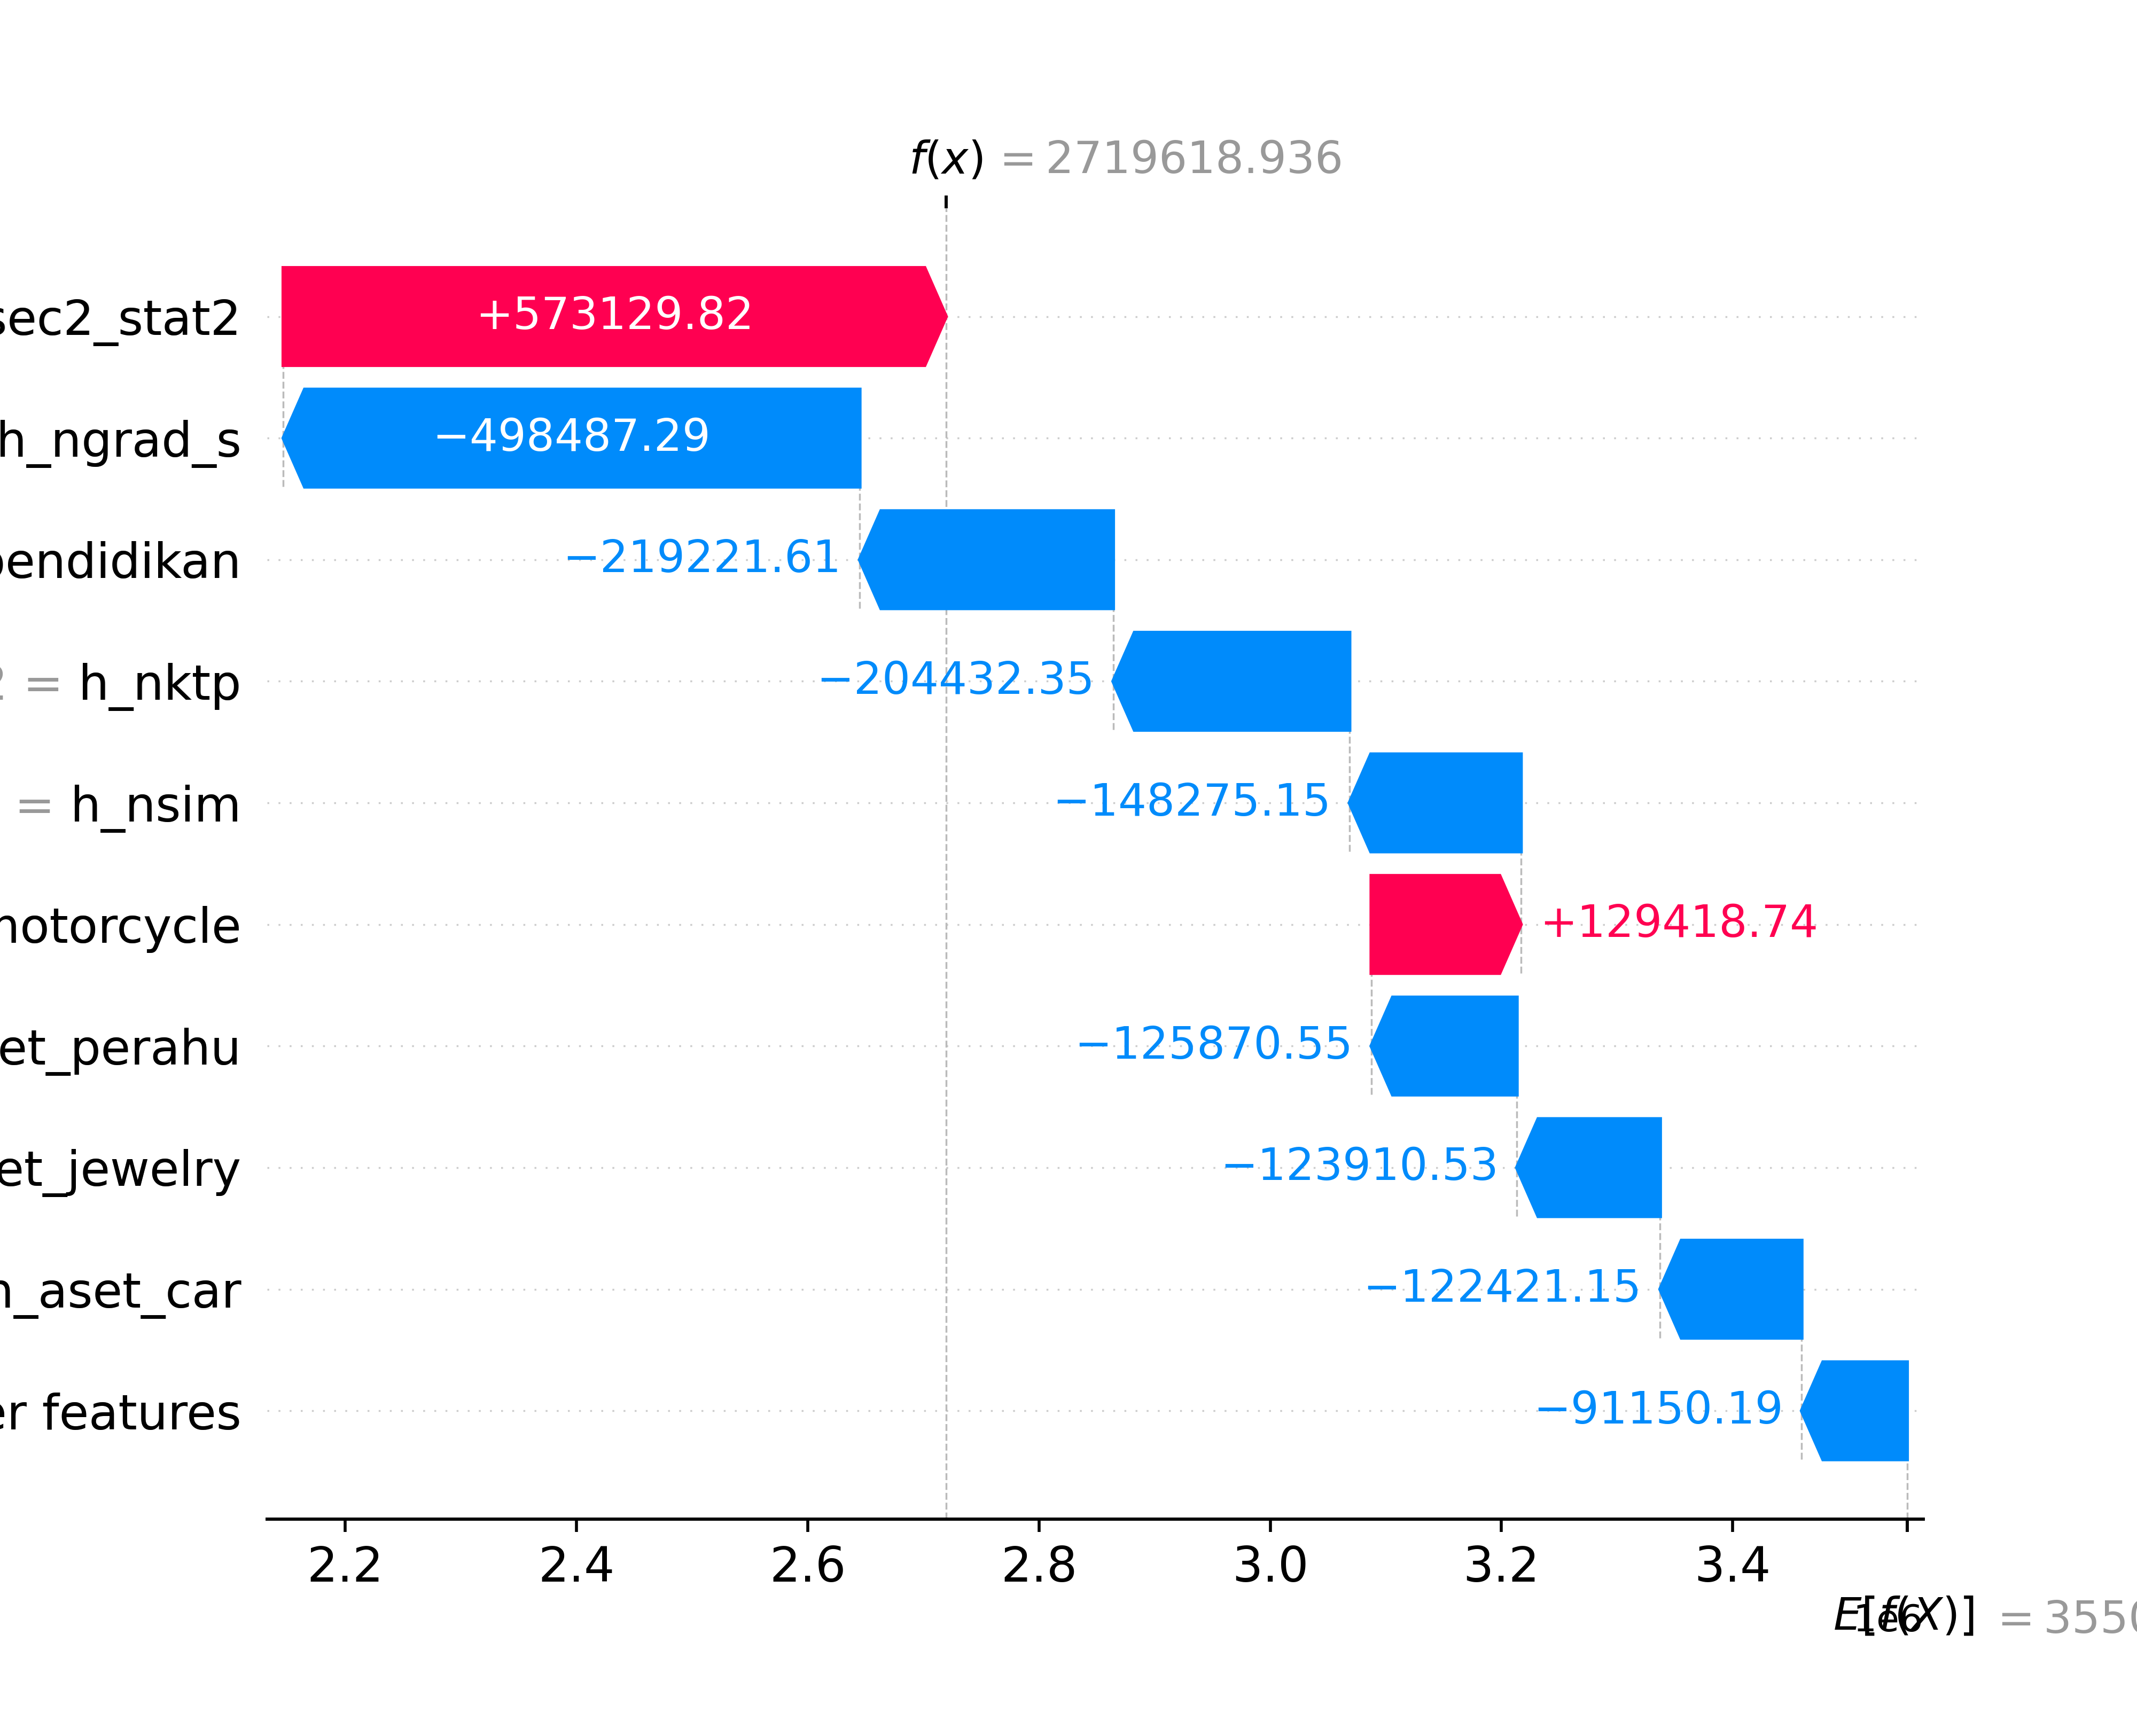 f(x) = 2719618.936
sec2_stat2 +573129.82
h_ngrad_s −498487.29
pendidikan −219221.61
= h_nktp −204432.35
= h_nsim −148275.15
motorcycle +129418.74
et_perahu −125870.55
et_jewelry −123910.53
h_aset_car −122421.15
er features −91150.19
2.2 2.4 2.6 2.8 3.0 3.2 3.4
1e6
E[f(X)] = 3550